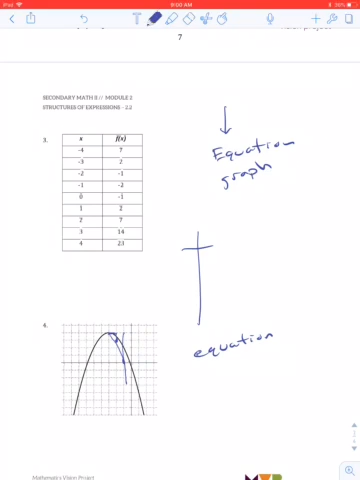 iPad
9:00 AM
7
SECONDARY MATH II // MODULE 2
STRUCTURES OF EXPRESSIONS - 2.2
3.
x f(x)
-4 7
-3 2
-2 -1
-1 -2
0 -1
1 2
2 7
3 14
4 23
Equation
graph
4.
equation
Mathematics Vision Project